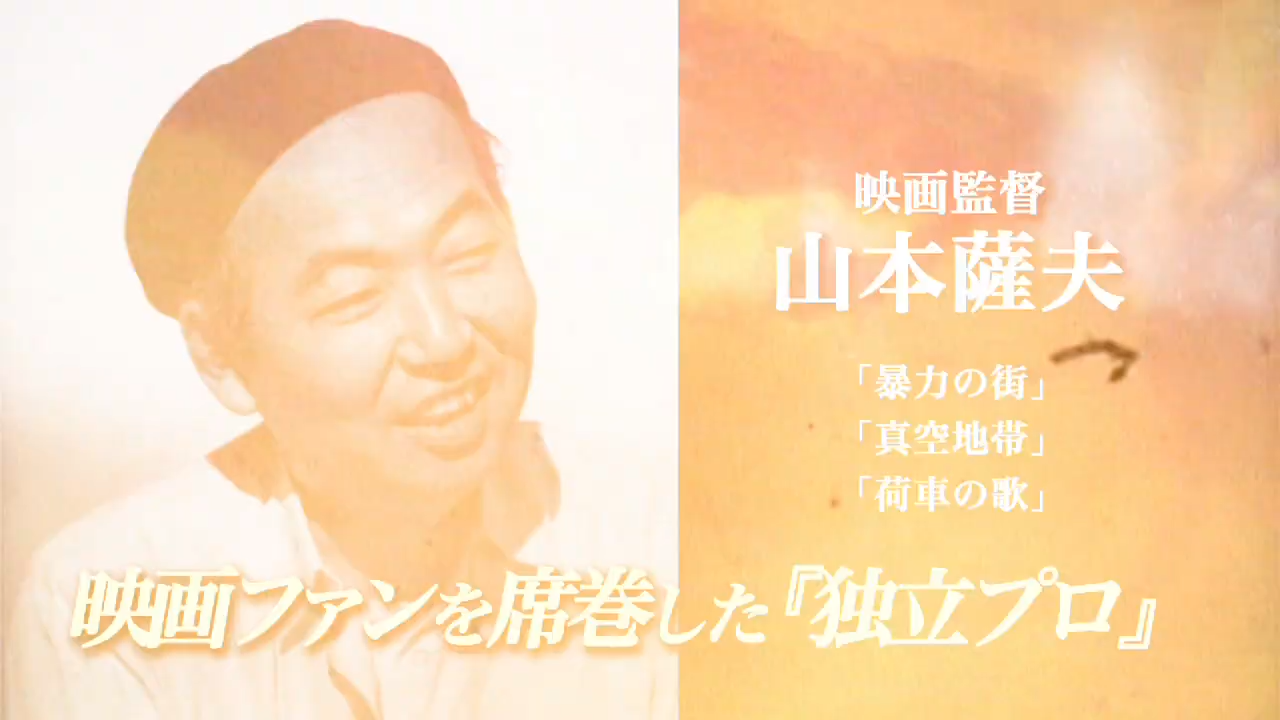 映画監督
山本薩夫
「暴力の街」
「真空地帯」
「荷車の歌」
映画ファンを席巻した『独立プロ』